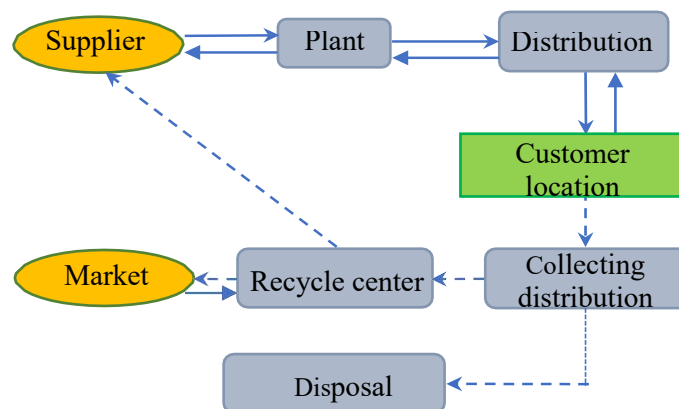 Supplier
Plant
Distribution
Customer
location
Market
Recycle center
Collecting
distribution
Disposal